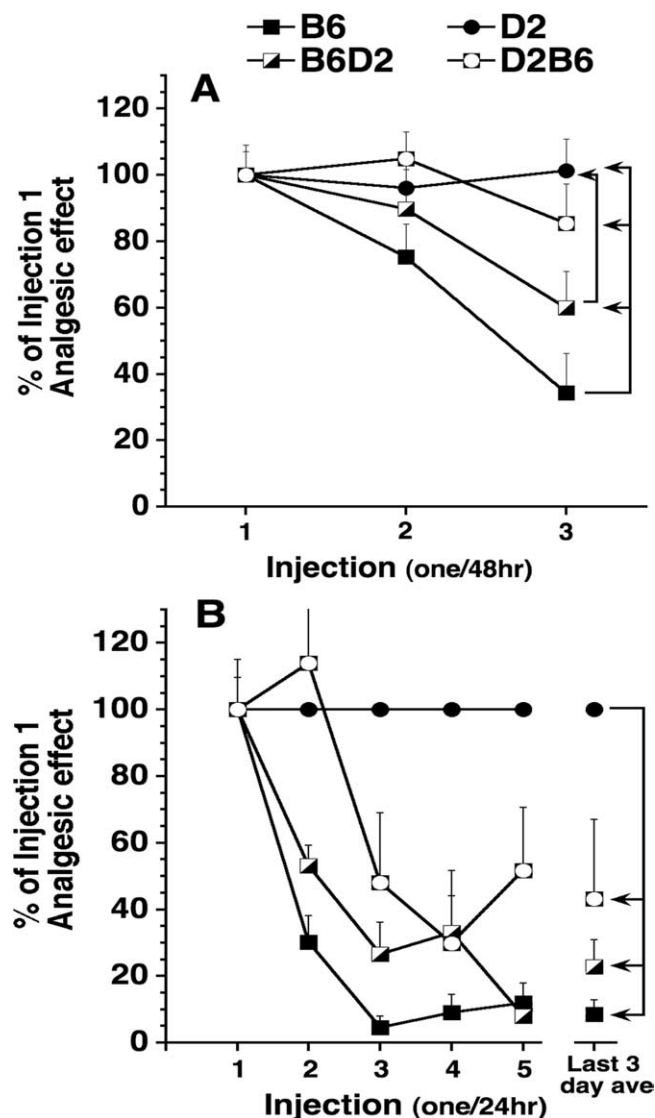 B6 D2
B6D2 D2B6
A
120
100
80
60
40
20
0
% of Injection 1
Analgesic effect
1 2 3
Injection (one/48hr)
B
120
100
80
60
40
20
0
% of Injection 1
Analgesic effect
1 2 3 4 5 Last 3
day ave
Injection (one/24hr)